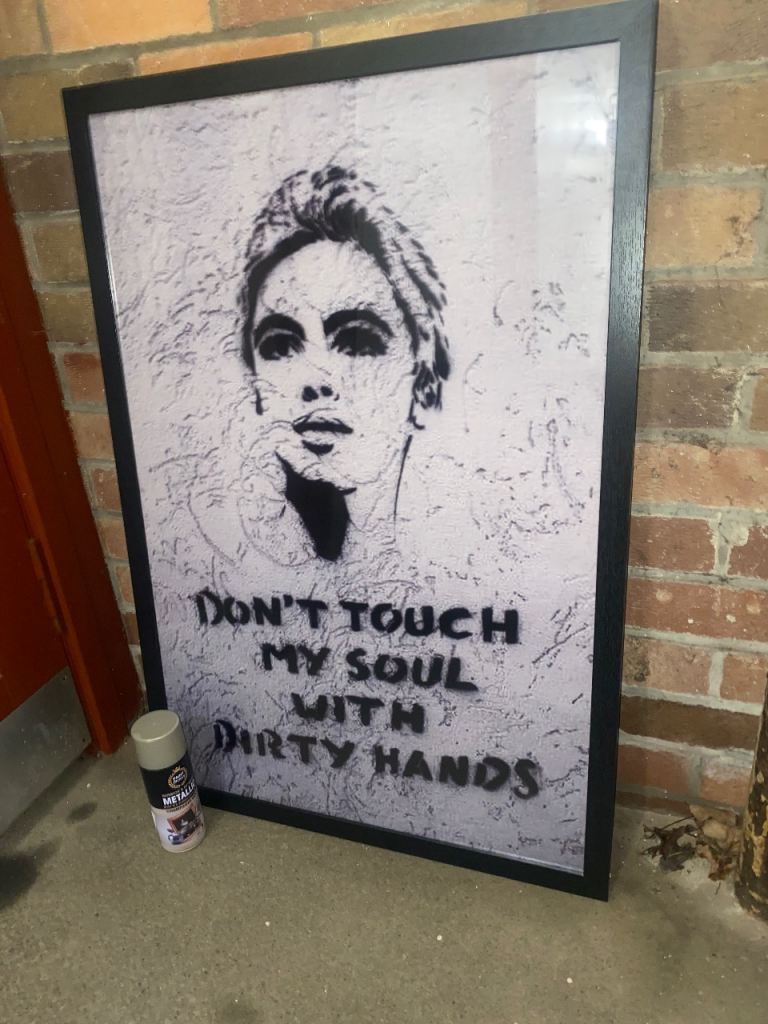 DON'T TOUCH
MY SOUL
WITH
DIRTY HANDS
METALLIC